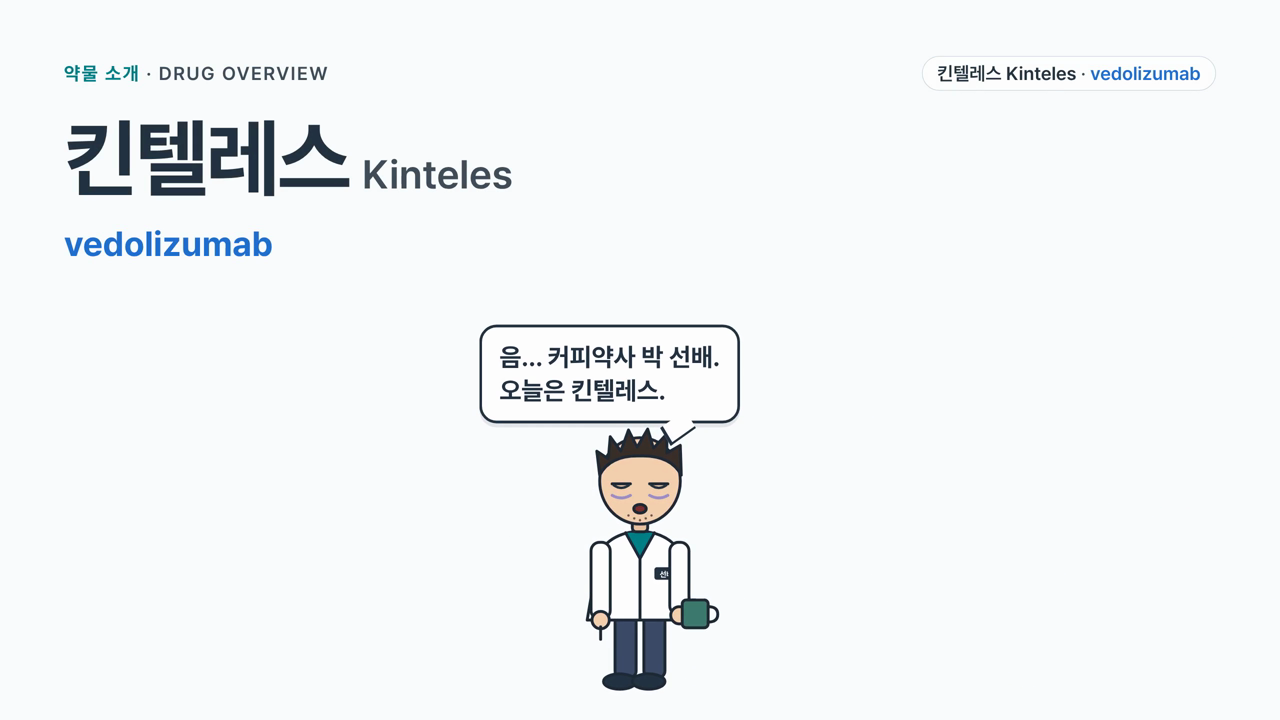 약물 소개 · DRUG OVERVIEW
킨텔레스 Kinteles · vedolizumab
킨텔레스 Kinteles
vedolizumab
음... 커피약사 박 선배.
오늘은 킨텔레스.